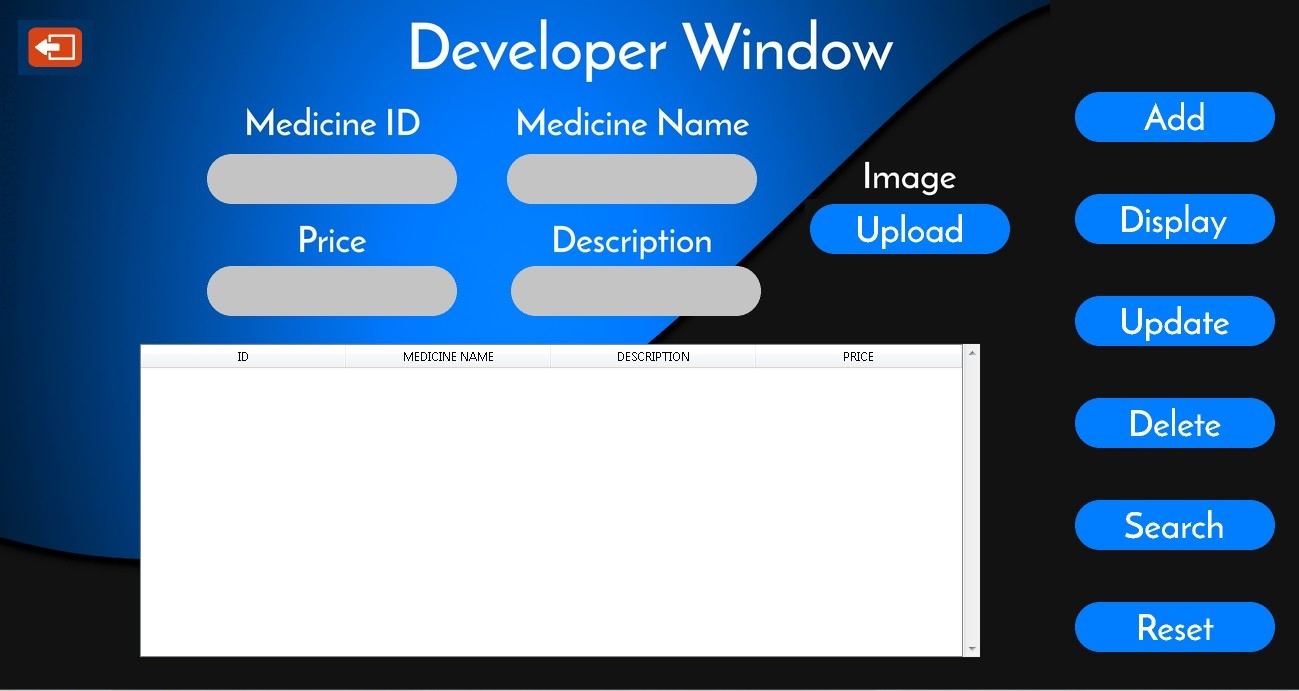 Developer Window
Medicine ID
Medicine Name
Price
Description
Image
Upload
Add
Display
Update
Delete
Search
Reset
ID MEDICINE NAME DESCRIPTION PRICE